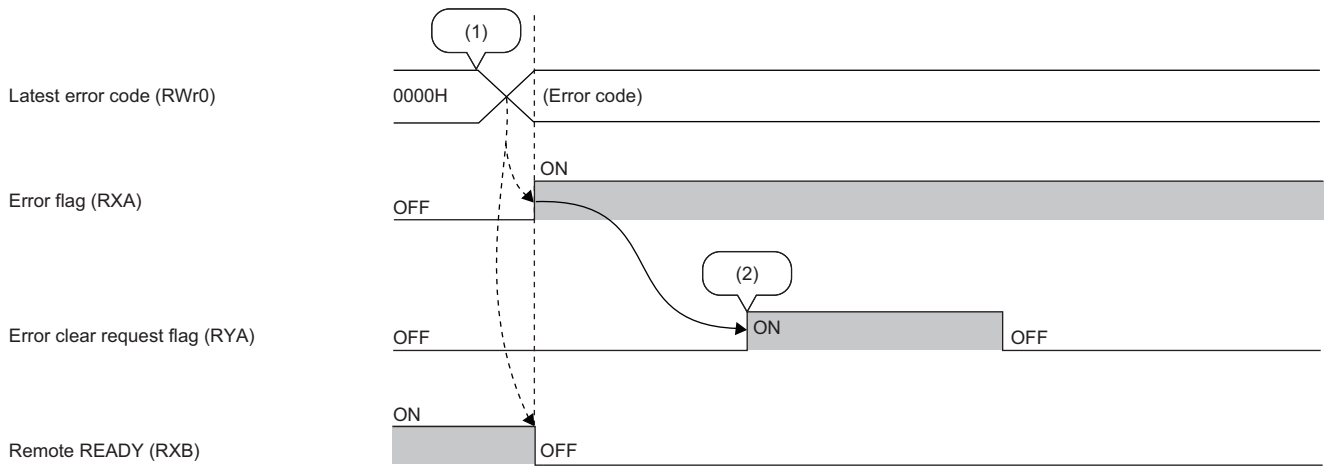 (1)
Latest error code (RWr0) 0000H (Error code)
ON
Error flag (RXA) OFF
(2)
ON
Error clear request flag (RYA) OFF OFF
ON
Remote READY (RXB) OFF